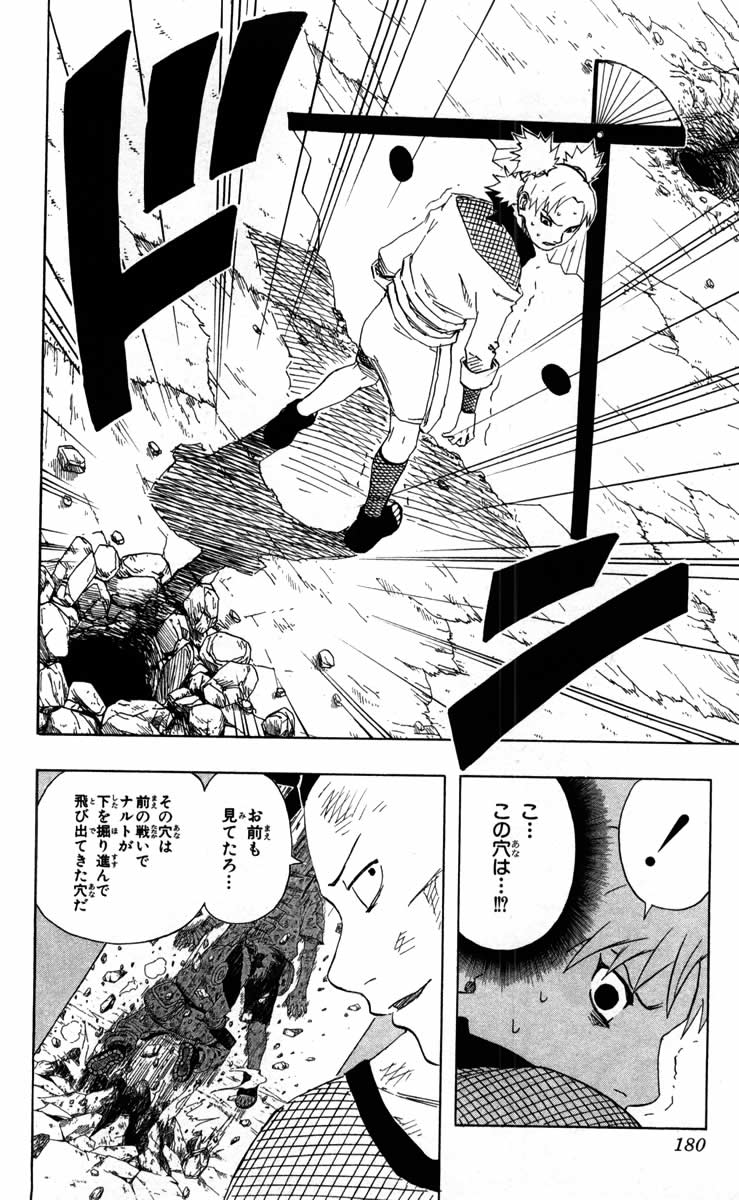 ドドン
！
こ…
この穴は…!!?
お前も
見てたろ…
その穴は
前の戦いで
ナルトが
下を掘り進んで
飛び出てきた穴だ
180